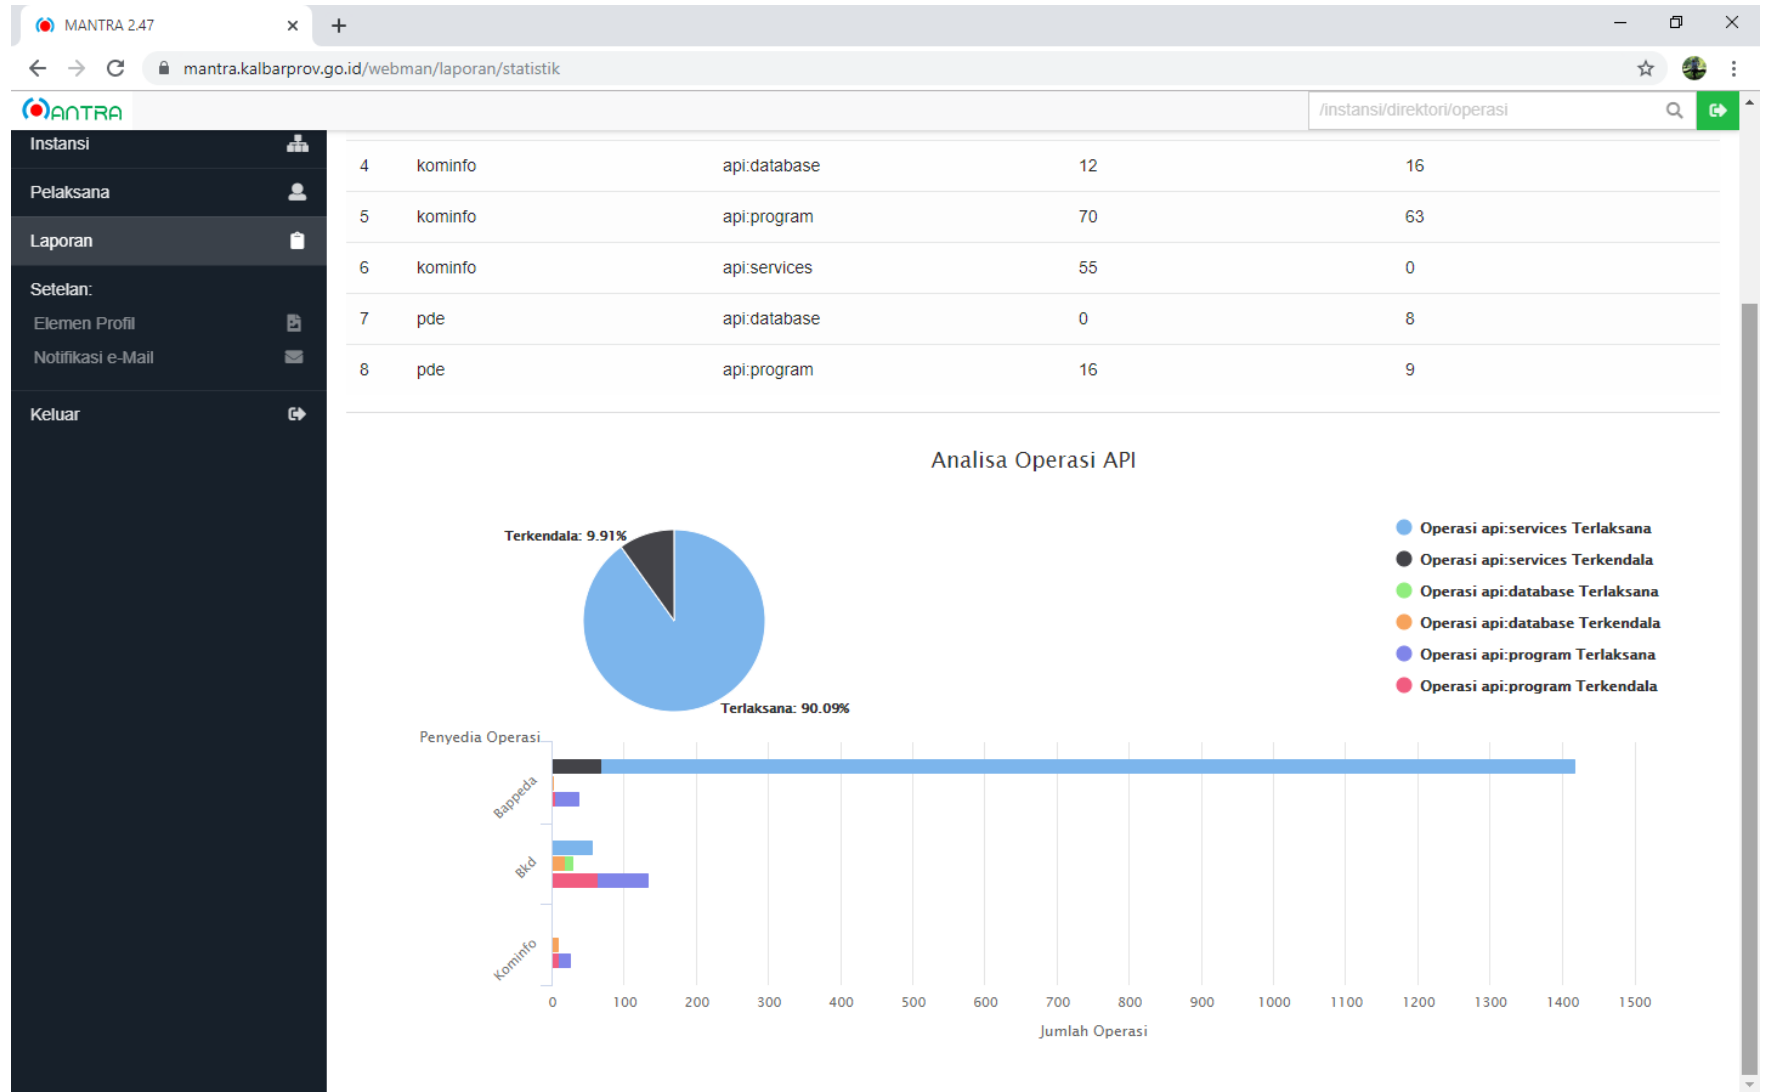 MANTRA 2.47
mantra.kalbarprov.go.id/webman/laporan/statistik
MANTRA
/instansi/direktori/operasi
Instansi
Pelaksana
Laporan
Setelan:
Elemen Profil
Notifikasi e-Mail
Keluar
4 kominfo api:database 12 16
5 kominfo api:program 70 63
6 kominfo api:services 55 0
7 pde api:database 0 8
8 pde api:program 16 9
Analisa Operasi API
Terkendala: 9.91%
Terlaksana: 90.09%
Operasi api:services Terlaksana
Operasi api:services Terkendala
Operasi api:database Terlaksana
Operasi api:database Terkendala
Operasi api:program Terlaksana
Operasi api:program Terkendala
Penyedia Operasi
Bappeda
Bkd
Kominfo
0 100 200 300 400 500 600 700 800 900 1000 1100 1200 1300 1400 1500
Jumlah Operasi